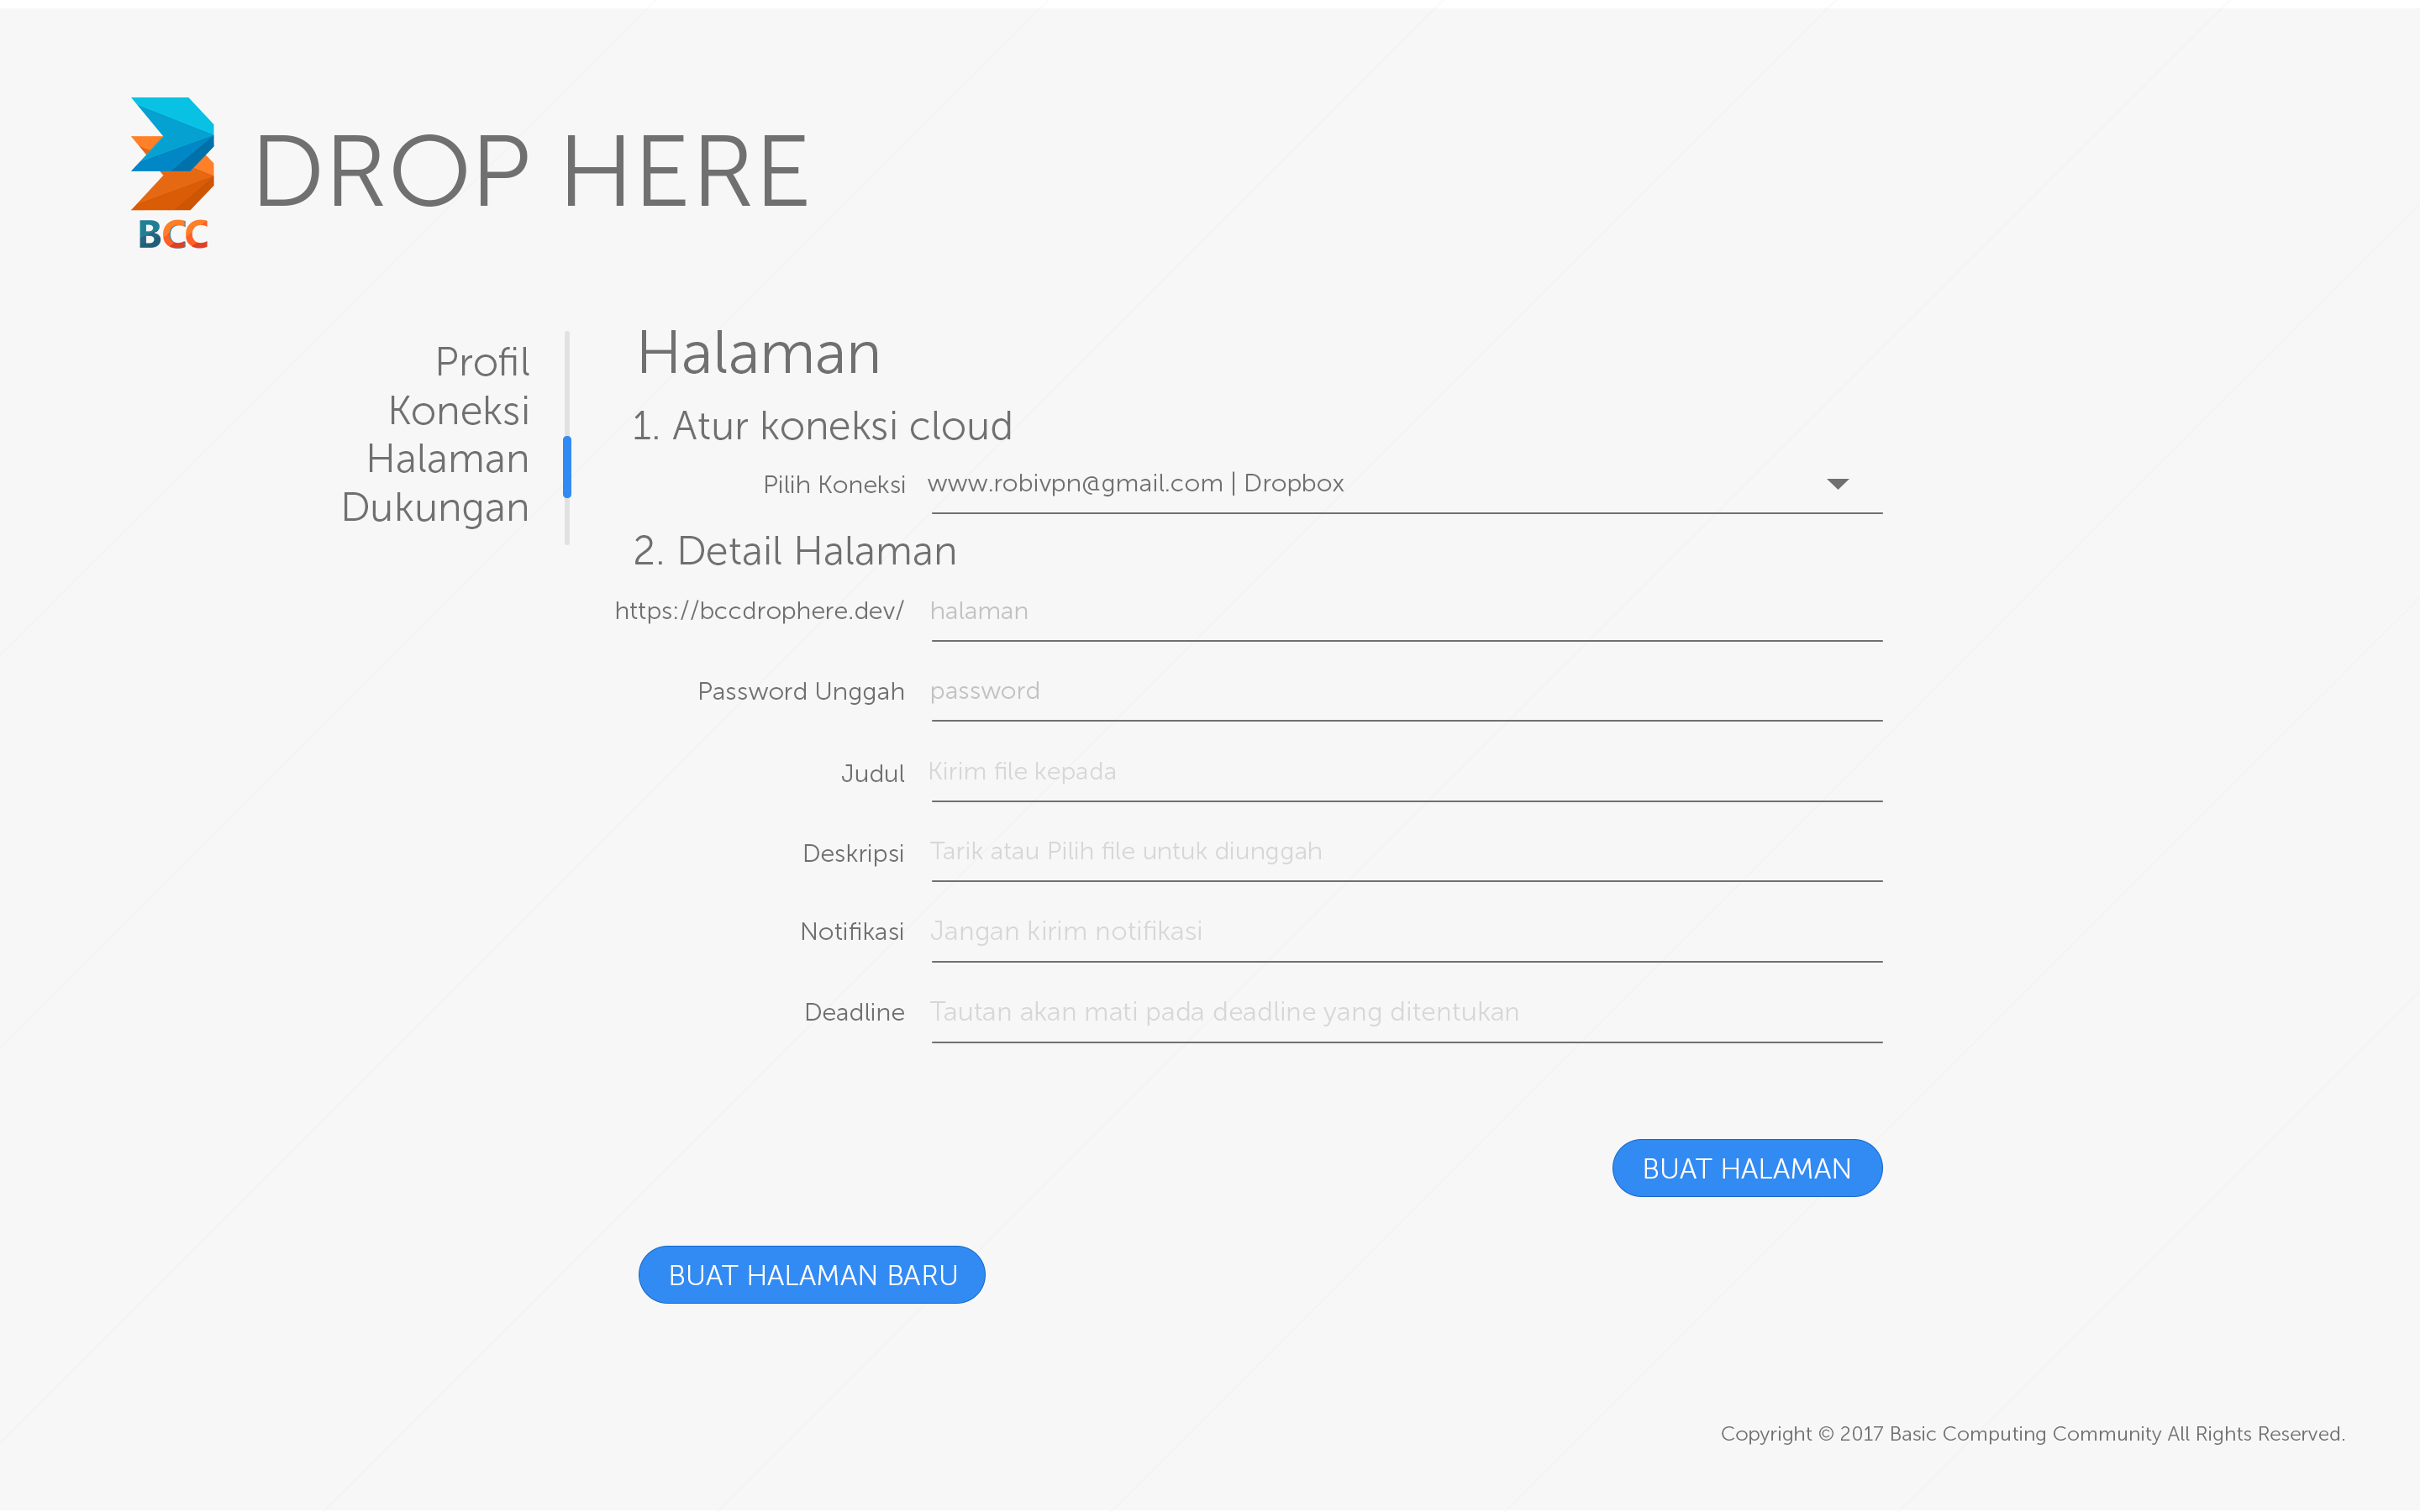 BCC
DROP HERE
Profil
Koneksi
Halaman
Dukungan
Halaman
1. Atur koneksi cloud
Pilih Koneksi www.robivpn@gmail.com | Dropbox
2. Detail Halaman
https://bccdrophere.dev/ halaman
Password Unggah password
Judul Kirim file kepada
Deskripsi Tarik atau Pilih file untuk diunggah
Notifikasi Jangan kirim notifikasi
Deadline Tautan akan mati pada deadline yang ditentukan
BUAT HALAMAN
BUAT HALAMAN BARU
Copyright © 2017 Basic Computing Community All Rights Reserved.